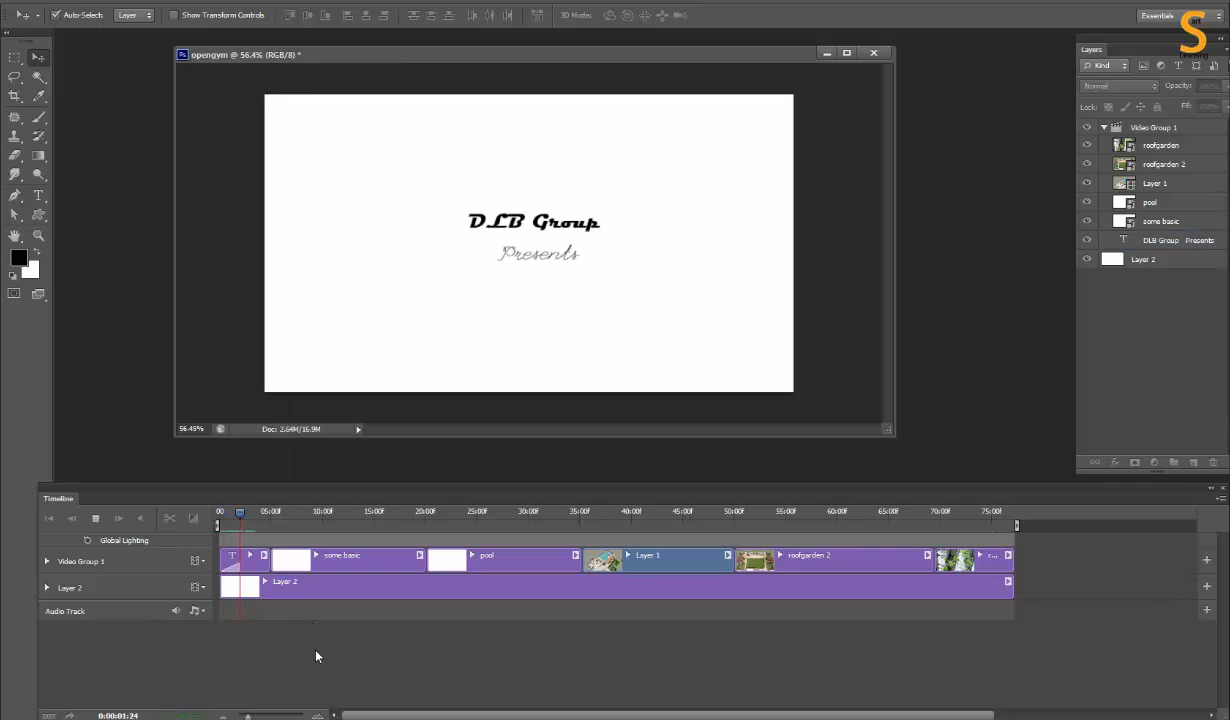 Auto-Select:
Layer
Show Transform Controls
3D Mode:
Essentials
opengym @ 56.4% (RGB/8) *
DLB Group
Presents
56.45%
Doc: 2.64M/16.9M
Layers
Kind
Normal
Opacity:
Lock:
Fill:
Video Group 1
roofgarden
roofgarden 2
Layer 1
pool
some basic
T DLB Group Presents
Layer 2
Timeline
00 05:00f 10:00f 15:00f 20:00f 25:00f 30:00f 35:00f 40:00f 45:00f 50:00f 55:00f 60:00f 65:00f 70:00f 75:00f
Global Lighting
Video Group 1
T some basic pool Layer 1 roofgarden 2 r...
Layer 2
Layer 2
Audio Track
0:00:01:24